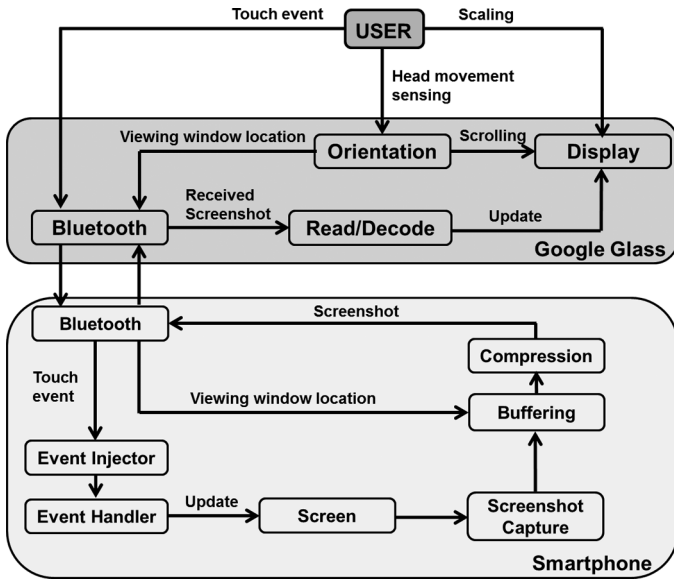 Touch event
USER
Scaling
Head movement
sensing
Viewing window location
Orientation
Scrolling
Display
Received
Screenshot
Bluetooth
Read/Decode
Update
Google Glass
Bluetooth
Screenshot
Compression
Touch
event
Viewing window location
Buffering
Event Injector
Event Handler
Update
Screen
Screenshot
Capture
Smartphone